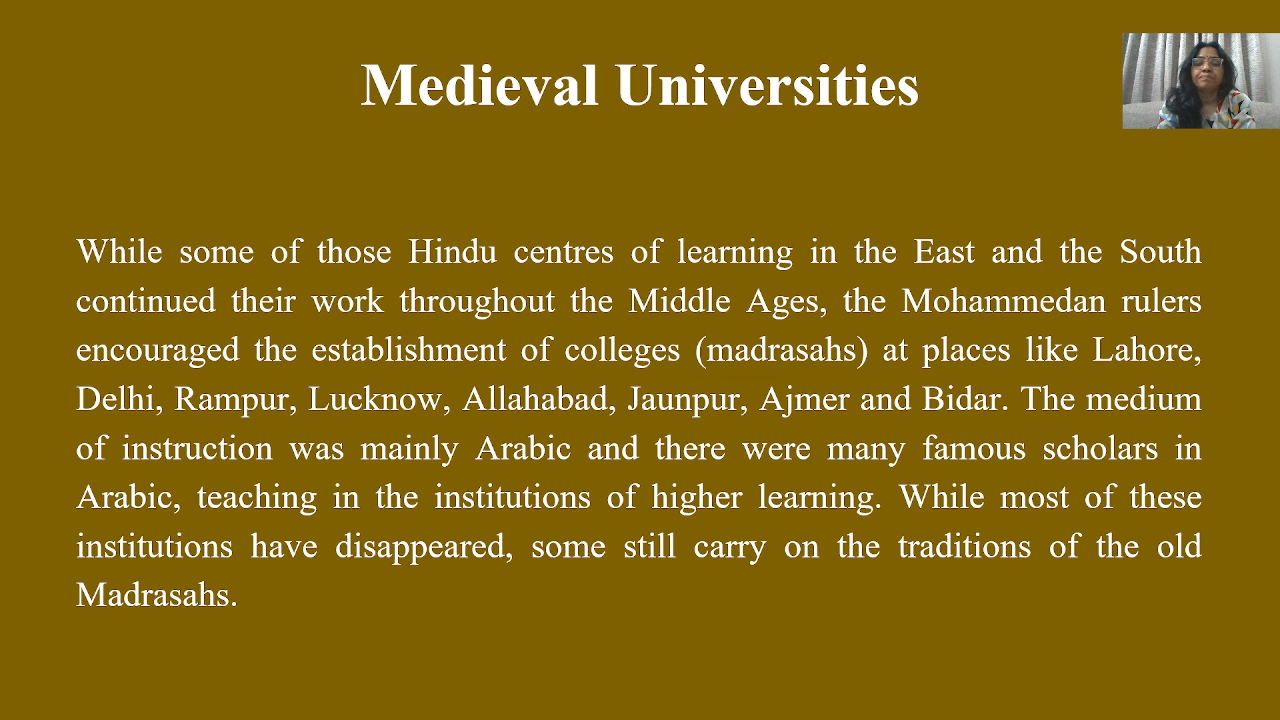 Medieval Universities
While some of those Hindu centres of learning in the East and the South
continued their work throughout the Middle Ages, the Mohammedan rulers
encouraged the establishment of colleges (madrasahs) at places like Lahore,
Delhi, Rampur, Lucknow, Allahabad, Jaunpur, Ajmer and Bidar. The medium
of instruction was mainly Arabic and there were many famous scholars in
Arabic, teaching in the institutions of higher learning. While most of these
institutions have disappeared, some still carry on the traditions of the old
Madrasahs.